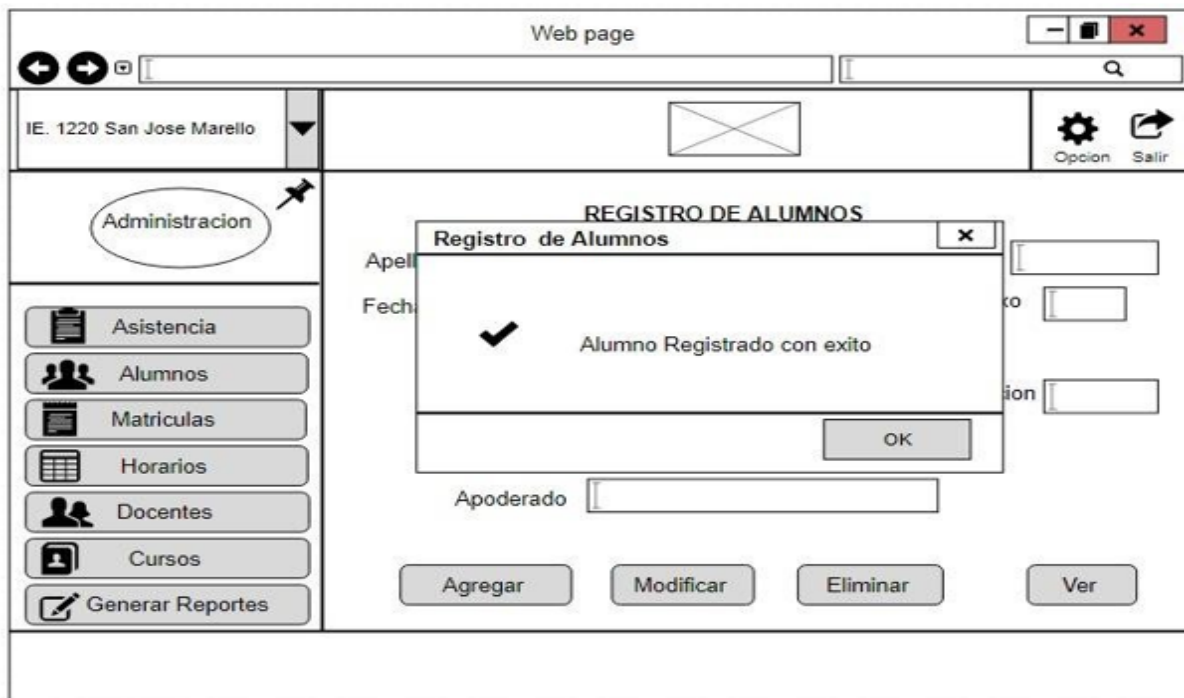 Web page
IE. 1220 San Jose Marello
Opcion Salir
Administracion
Asistencia
Alumnos
Matriculas
Horarios
Docentes
Cursos
Generar Reportes
REGISTRO DE ALUMNOS
Registro de Alumnos
Alumno Registrado con exito
OK
Apoderado
Agregar Modificar Eliminar Ver